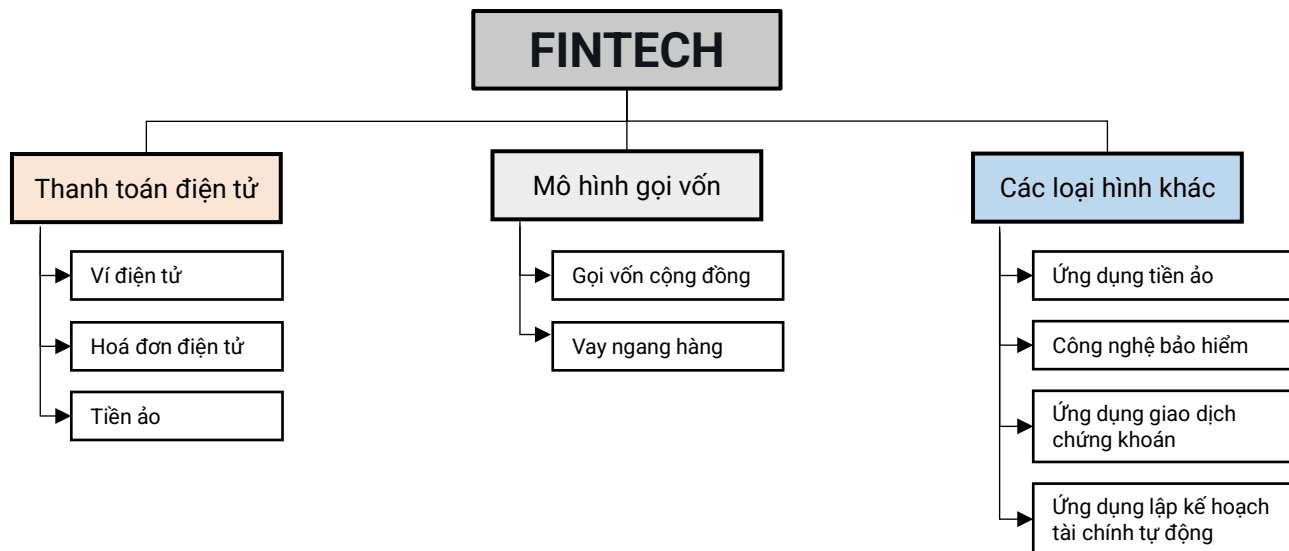 FINTECH
Thanh toán điện tử
Ví điện tử
Hoá đơn điện tử
Tiền ảo
Mô hình gọi vốn
Gọi vốn cộng đồng
Vay ngang hàng
Các loại hình khác
Ứng dụng tiền ảo
Công nghệ bảo hiểm
Ứng dụng giao dịch
chứng khoán
Ứng dụng lập kế hoạch
tài chính tự động